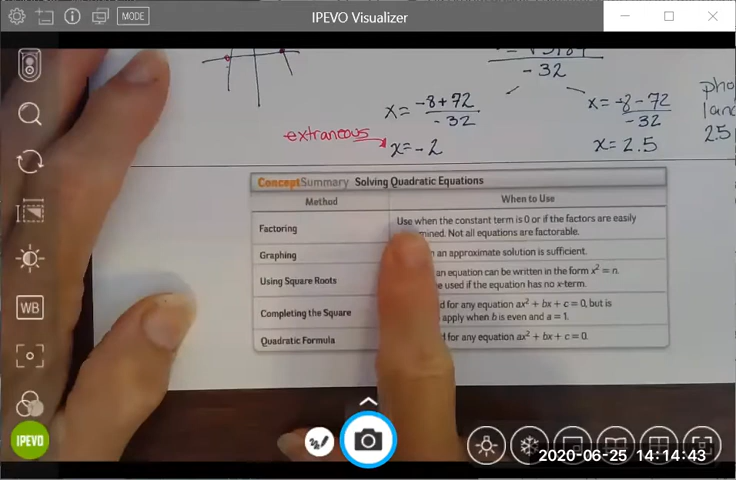 IPEVO Visualizer
MODE
- 32
x = -8+72
-32
x = -8-72
-32
extraneous
x = -2
x = 2.5
2.5
ConceptSummary Solving Quadratic Equations
Method
When to Use
Factoring
Use when the constant term is 0 or if the factors are easily
mined. Not all equations are factorable.
Graphing
an approximate solution is sufficient.
Using Square Roots
an equation can be written in the form x² = n.
used if the equation has no x-term.
Completing the Square
for any equation ax² + bx + c = 0, but is
apply when b is even and a = 1.
Quadratic Formula
for any equation ax² + bx + c = 0.
WB
IPEVO
2020-06-25 14:14:43